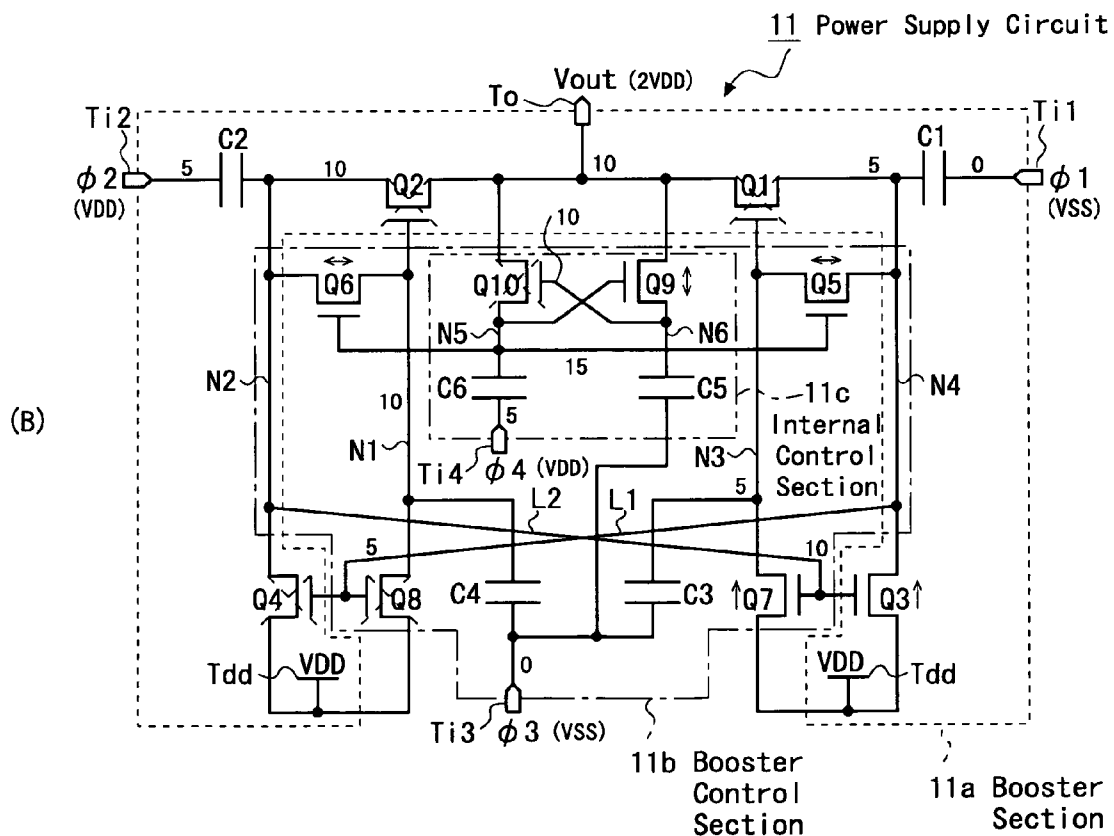 11 Power Supply Circuit
Vout (2VDD)
To
Ti2
C2
C1
Ti1
φ2
(VDD)
5
10
Q2
10
Q1
5
0
φ1
(VSS)
10
Q6
Q10
Q9
Q5
N5
N6
15
N2
C6
C5
11c
Internal
Control
Section
N4
(B)
10
5
N1
Ti4
φ4 (VDD)
N3
5
L2
L1
5
10
Q4
Q8
C4
C3
Q7
Q3
Tdd
VDD
0
VDD
Tdd
Ti3
φ3 (VSS)
11b Booster
Control
Section
11a Booster
Section